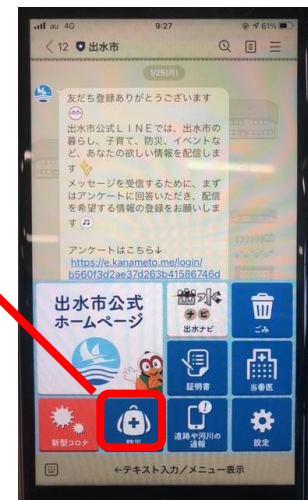 au 4G 9:27 61%
12 出水市
1/25(月)
友だち登録ありがとうございます
出水市公式ＬＩＮＥでは、出水市の
暮らし、子育て、防災、イベントな
ど、あなたの欲しい情報を配信しま
す
メッセージを受信するために、まず
はアンケートに回答いただき、配信
を希望する情報の登録をお願いしま
す
アンケートはこちら↓
https://e.kanameto.me/login/
b560f3d2ae37d263b41586746d
出水市公式
ホームページ
出水ナビ
ごみ
証明書
当番医
新型コロナ
防災
道路や河川の
通報
設定
←テキスト入力/メニュー表示